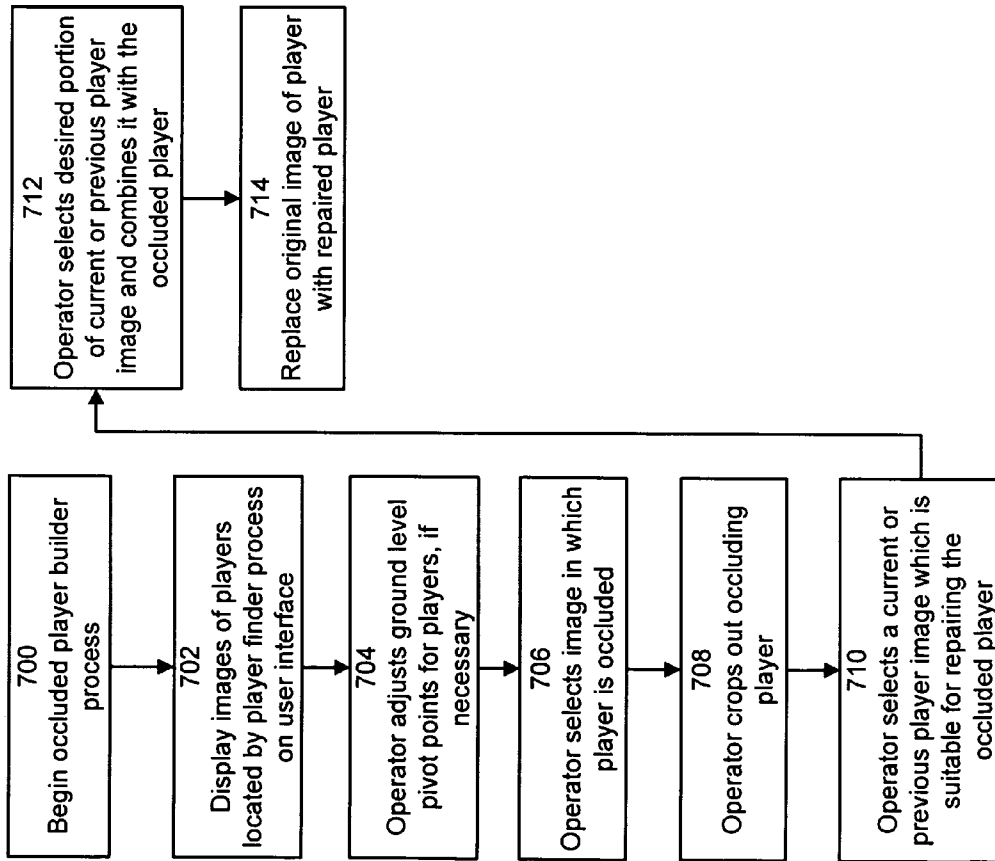 700
Begin occluded player builder
process
702
Display images of players
located by player finder process
on user interface
704
Operator adjusts ground level
pivot points for players, if
necessary
706
Operator selects image in which
player is occluded
708
Operator crops out occluding
player
710
Operator selects a current or
previous player image which is
suitable for repairing the
occluded player
712
Operator selects desired portion
of current or previous player
image and combines it with the
occluded player
714
Replace original image of player
with repaired player